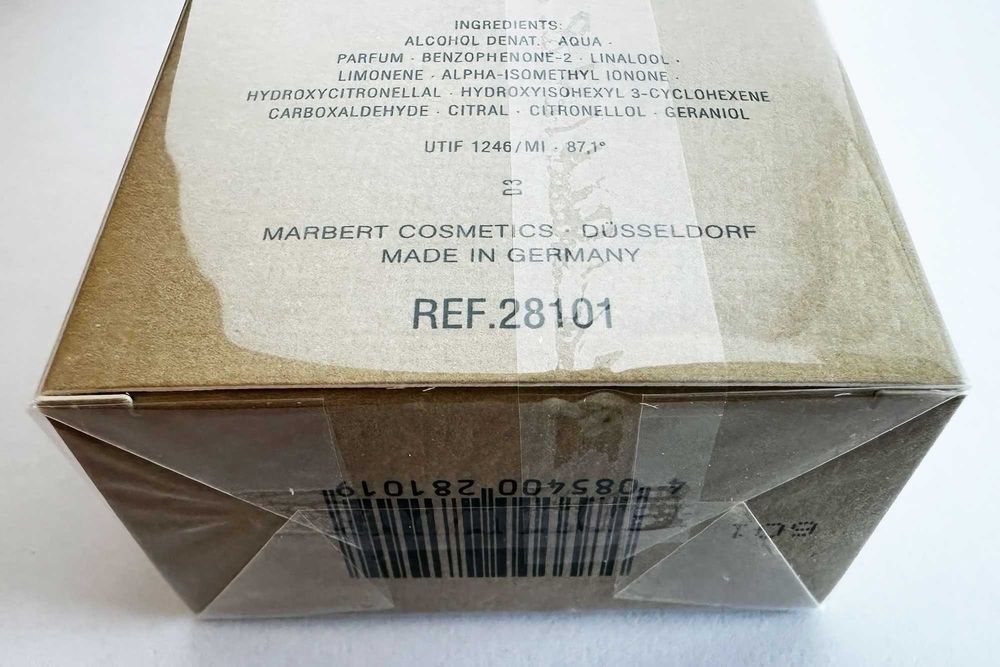 INGREDIENTS:
ALCOHOL DENAT. · AQUA ·
PARFUM · BENZOPHENONE-2 · LINALOOL ·
LIMONENE · ALPHA-ISOMETHYL IONONE ·
HYDROXYCITRONELLAL · HYDROXYISOHEXYL 3-CYCLOHEXENE
CARBOXALDEHYDE · CITRAL · CITRONELLOL · GERANIOL
UTIF 1246/MI · 87,1°
MARBERT COSMETICS · DÜSSELDORF
MADE IN GERMANY
REF.28101
4 085400 281019